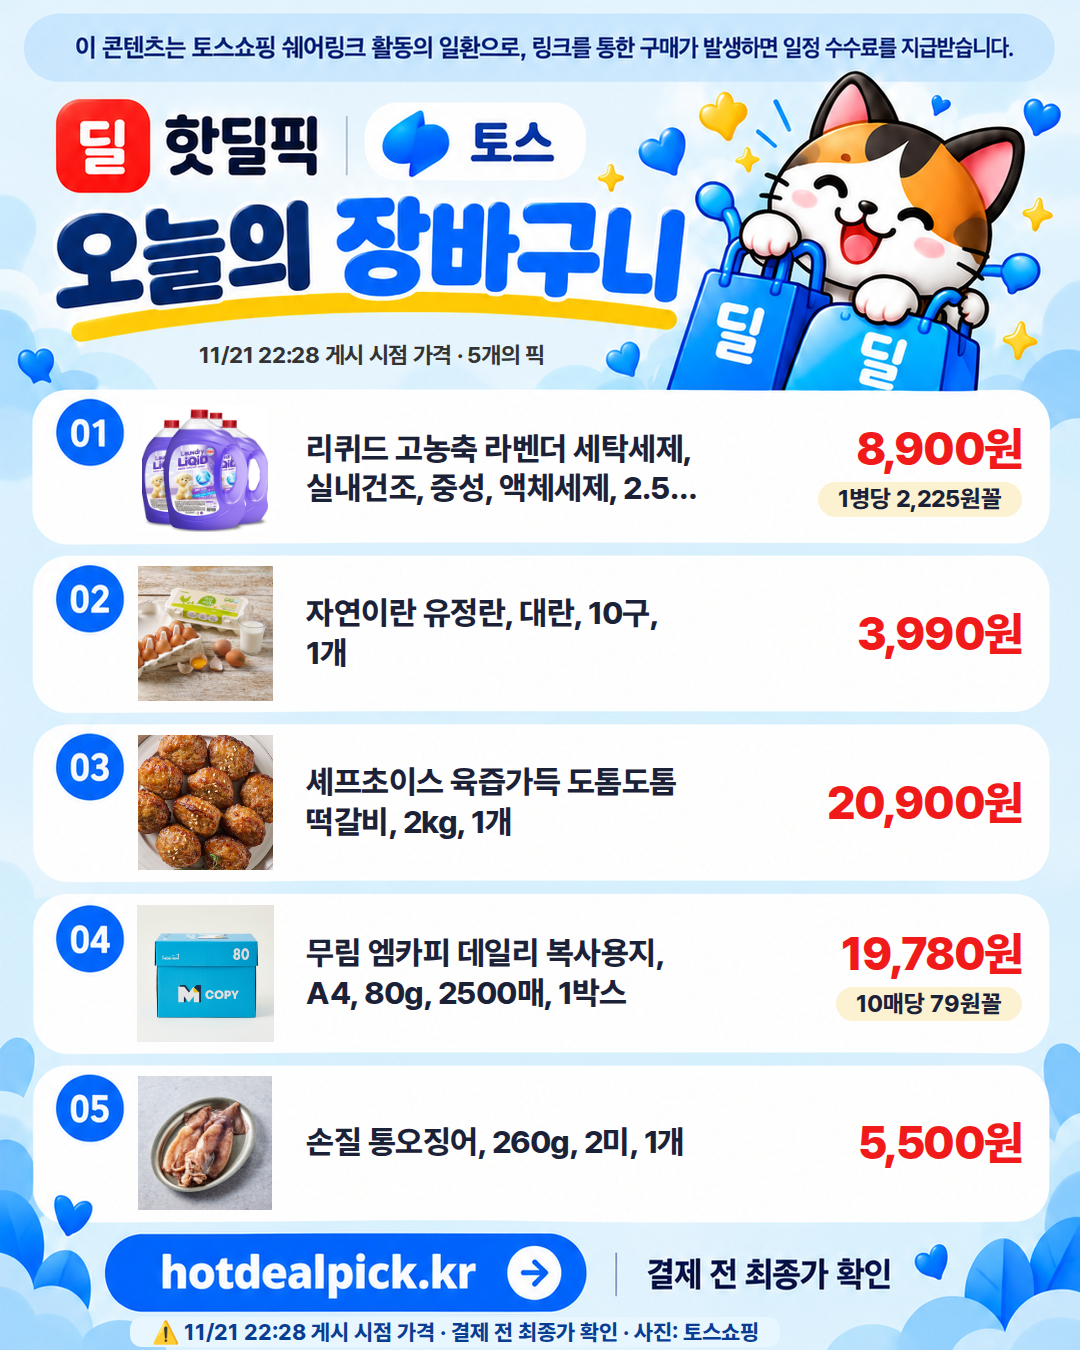 이 콘텐츠는 토스쇼핑 쉐어링크 활동의 일환으로, 링크를 통한 구매가 발생하면 일정 수수료를 지급받습니다.
딜 핫딜픽 토스
오늘의 장바구니
딜 딜
11/21 22:28 게시 시점 가격 · 5개의 픽
01
LAUNDRY
리퀴드 고농축 라벤더 세탁세제,
실내건조, 중성, 액체세제, 2.5...
8,900원
1병당 2,225원꼴
02
자연이란 유정란, 대란, 10구,
1개
3,990원
03
셰프초이스 육즙가득 도톰도톰
떡갈비, 2kg, 1개
20,900원
04
80
M COPY
무림 엠카피 데일리 복사용지,
A4, 80g, 2500매, 1박스
19,780원
10매당 79원꼴
05
손질 통오징어, 260g, 2미, 1개
5,500원
hotdealpick.kr
결제 전 최종가 확인
⚠️ 11/21 22:28 게시 시점 가격 · 결제 전 최종가 확인 · 사진: 토스쇼핑